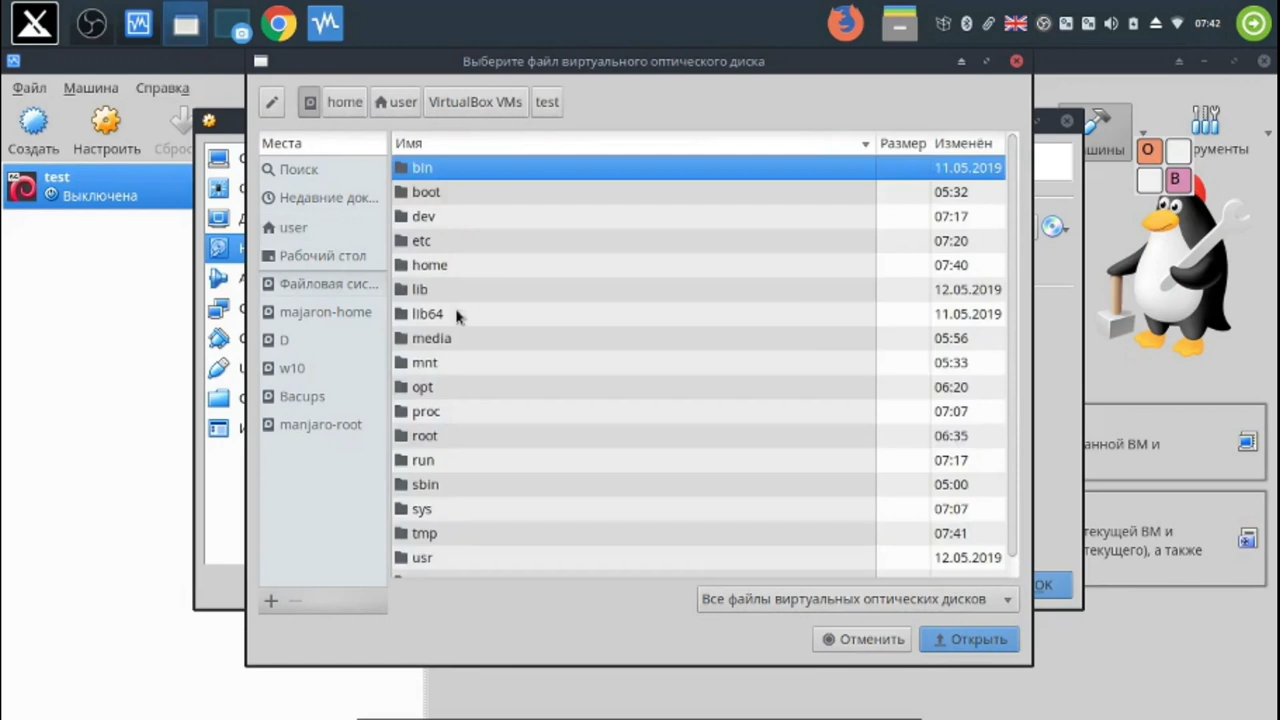 07:42
Выберите файл виртуального оптического диска
Файл Машина Справка
Создать Настроить Сброс
test
Выключена
home user VirtualBox VMs test
Места
Поиск
Недавние док...
user
Рабочий стол
Файловая сис...
majaron-home
D
w10
Bacups
manjaro-root
Имя Размер Изменён
bin 11.05.2019
boot 05:32
dev 07:17
etc 07:20
home 07:40
lib 12.05.2019
lib64 11.05.2019
media 05:56
mnt 05:33
opt 06:20
proc 07:07
root 06:35
run 07:17
sbin 05:00
sys 07:07
tmp 07:41
usr 12.05.2019
Все файлы виртуальных оптических дисков
Отменить Открыть
ОК
шины рументы
O
B
анной ВМ и
текущей ВМ и
текущего), а также